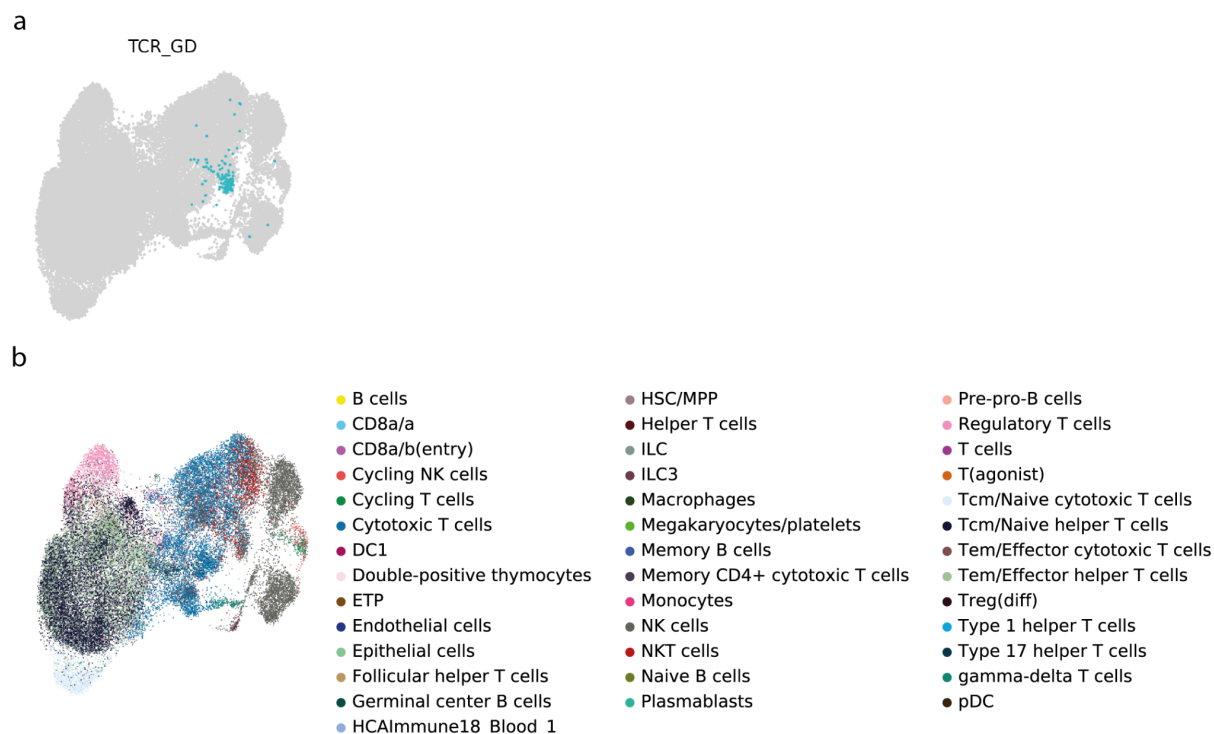 a
TCR_GD
b
B cells
CD8a/a
CD8a/b(entry)
Cycling NK cells
Cycling T cells
Cytotoxic T cells
DC1
Double-positive thymocytes
ETP
Endothelial cells
Epithelial cells
Follicular helper T cells
Germinal center B cells
HCAImmune18_Blood_1
HSC/MPP
Helper T cells
ILC
ILC3
Macrophages
Megakaryocytes/platelets
Memory B cells
Memory CD4+ cytotoxic T cells
Monocytes
NK cells
NKT cells
Naive B cells
Plasmablasts
Pre-pro-B cells
Regulatory T cells
T cells
T(agonist)
Tcm/Naive cytotoxic T cells
Tcm/Naive helper T cells
Tem/Effector cytotoxic T cells
Tem/Effector helper T cells
Treg(diff)
Type 1 helper T cells
Type 17 helper T cells
gamma-delta T cells
pDC